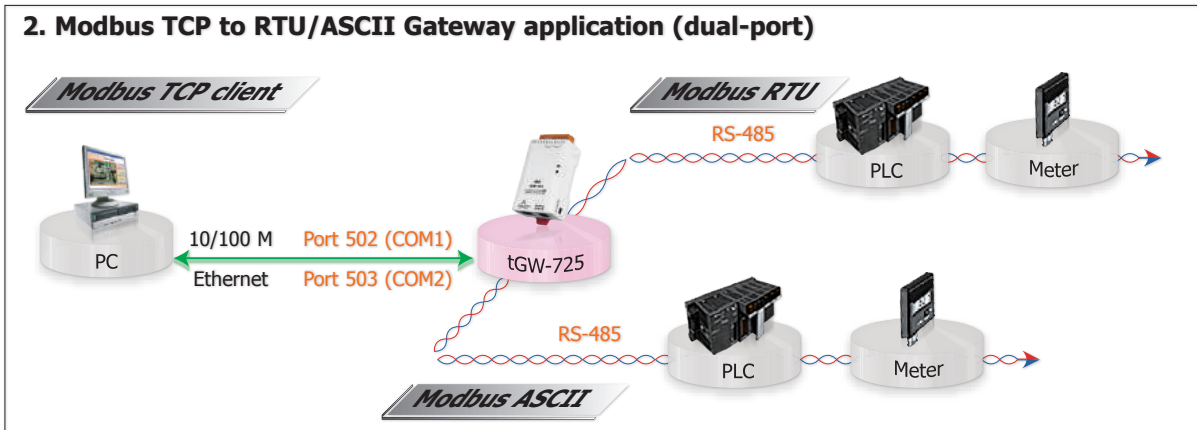 2. Modbus TCP to RTU/ASCII Gateway application (dual-port)
Modbus TCP client
Modbus RTU
RS-485
PLC
Meter
PC
10/100 M
Port 502 (COM1)
Ethernet
Port 503 (COM2)
tGW-725
RS-485
PLC
Meter
Modbus ASCII